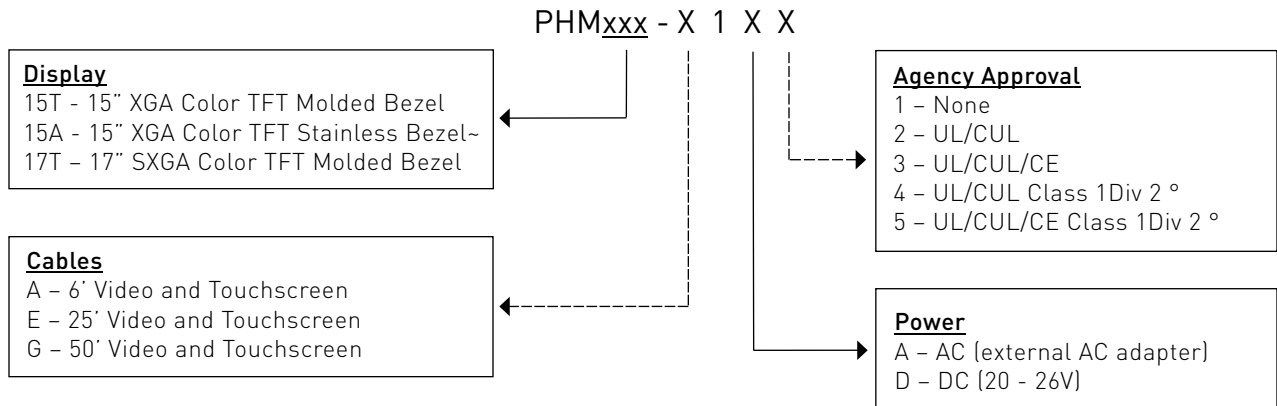 PHMxxx - X 1 X X
Display
15T - 15" XGA Color TFT Molded Bezel
15A - 15" XGA Color TFT Stainless Bezel~
17T – 17" SXGA Color TFT Molded Bezel
Cables
A – 6' Video and Touchscreen
E – 25' Video and Touchscreen
G – 50' Video and Touchscreen
Agency Approval
1 – None
2 – UL/CUL
3 – UL/CUL/CE
4 – UL/CUL Class 1Div 2 °
5 – UL/CUL/CE Class 1Div 2 °
Power
A – AC (external AC adapter)
D – DC (20 - 26V)